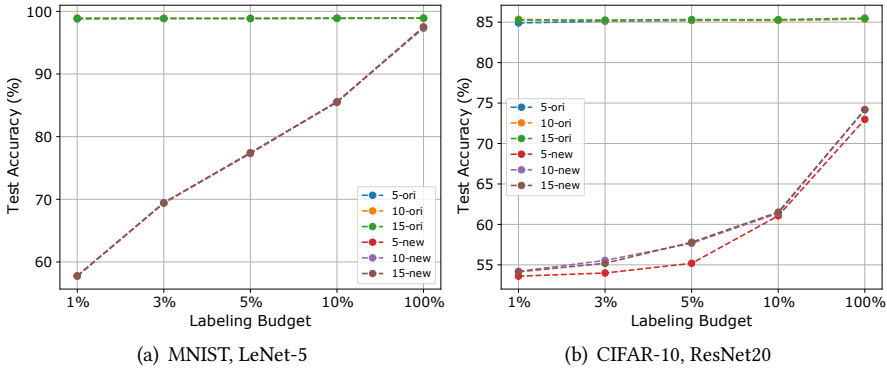 100
90
80
70
60
Test Accuracy (%)
1% 3% 5% 10% 100%
Labeling Budget
5-ori
10-ori
15-ori
5-new
10-new
15-new
(a) MNIST, LeNet-5
85
80
75
70
65
60
55
Test Accuracy (%)
5-ori
10-ori
15-ori
5-new
10-new
15-new
1% 3% 5% 10% 100%
Labeling Budget
(b) CIFAR-10, ResNet20